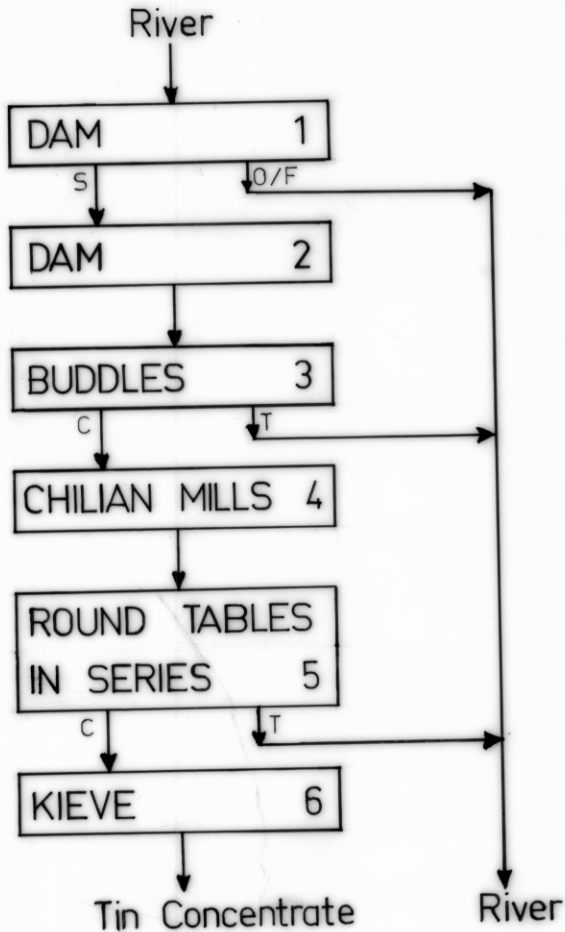 River
DAM 1
S O/F
DAM 2
BUDDLES 3
C T
CHILIAN MILLS 4
ROUND TABLES
IN SERIES 5
C T
KIEVE 6
Tin Concentrate River